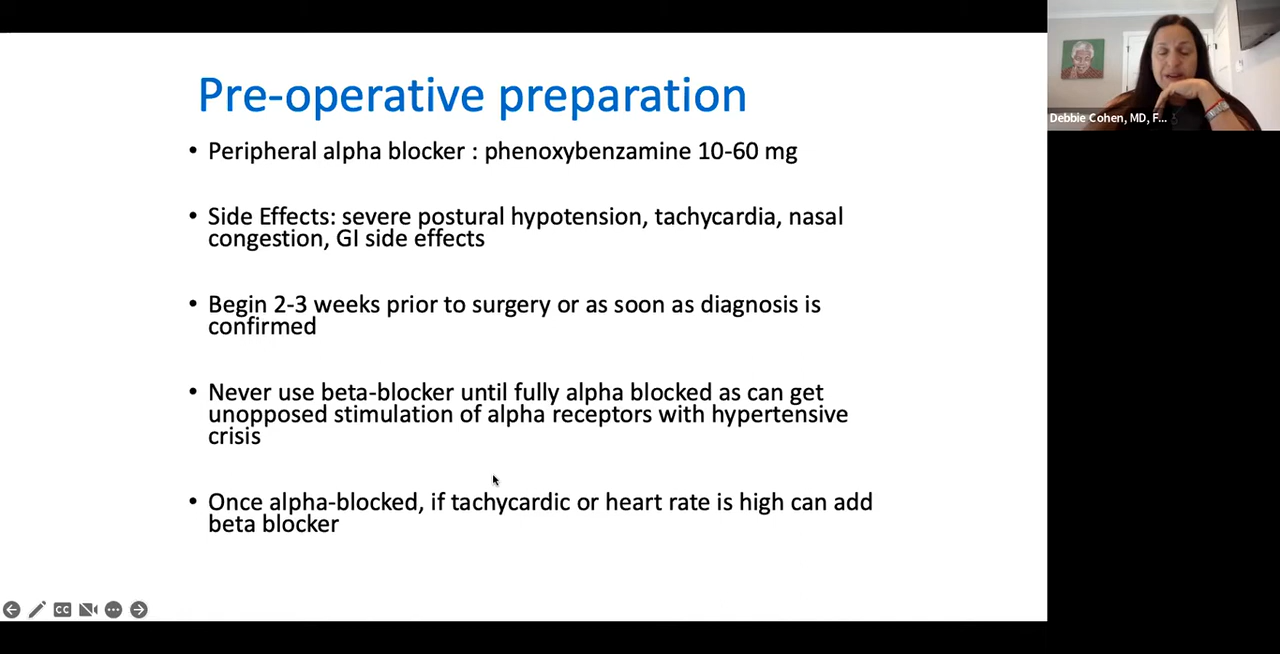 Pre-operative preparation
• Peripheral alpha blocker : phenoxybenzamine 10-60 mg
• Side Effects: severe postural hypotension, tachycardia, nasal
congestion, GI side effects
• Begin 2-3 weeks prior to surgery or as soon as diagnosis is
confirmed
• Never use beta-blocker until fully alpha blocked as can get
unopposed stimulation of alpha receptors with hypertensive
crisis
• Once alpha-blocked, if tachycardic or heart rate is high can add
beta blocker
Debbie Cohen, MD, F...
CC